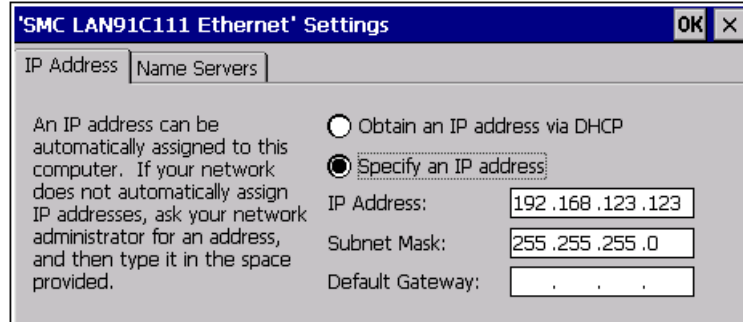 'SMC LAN91C111 Ethernet' Settings OK ×
IP Address Name Servers
An IP address can be
automatically assigned to this
computer. If your network
does not automatically assign
IP addresses, ask your network
administrator for an address,
and then type it in the space
provided.
Obtain an IP address via DHCP
Specify an IP address
IP Address: 192 .168 .123 .123
Subnet Mask: 255 .255 .255 .0
Default Gateway: . . .